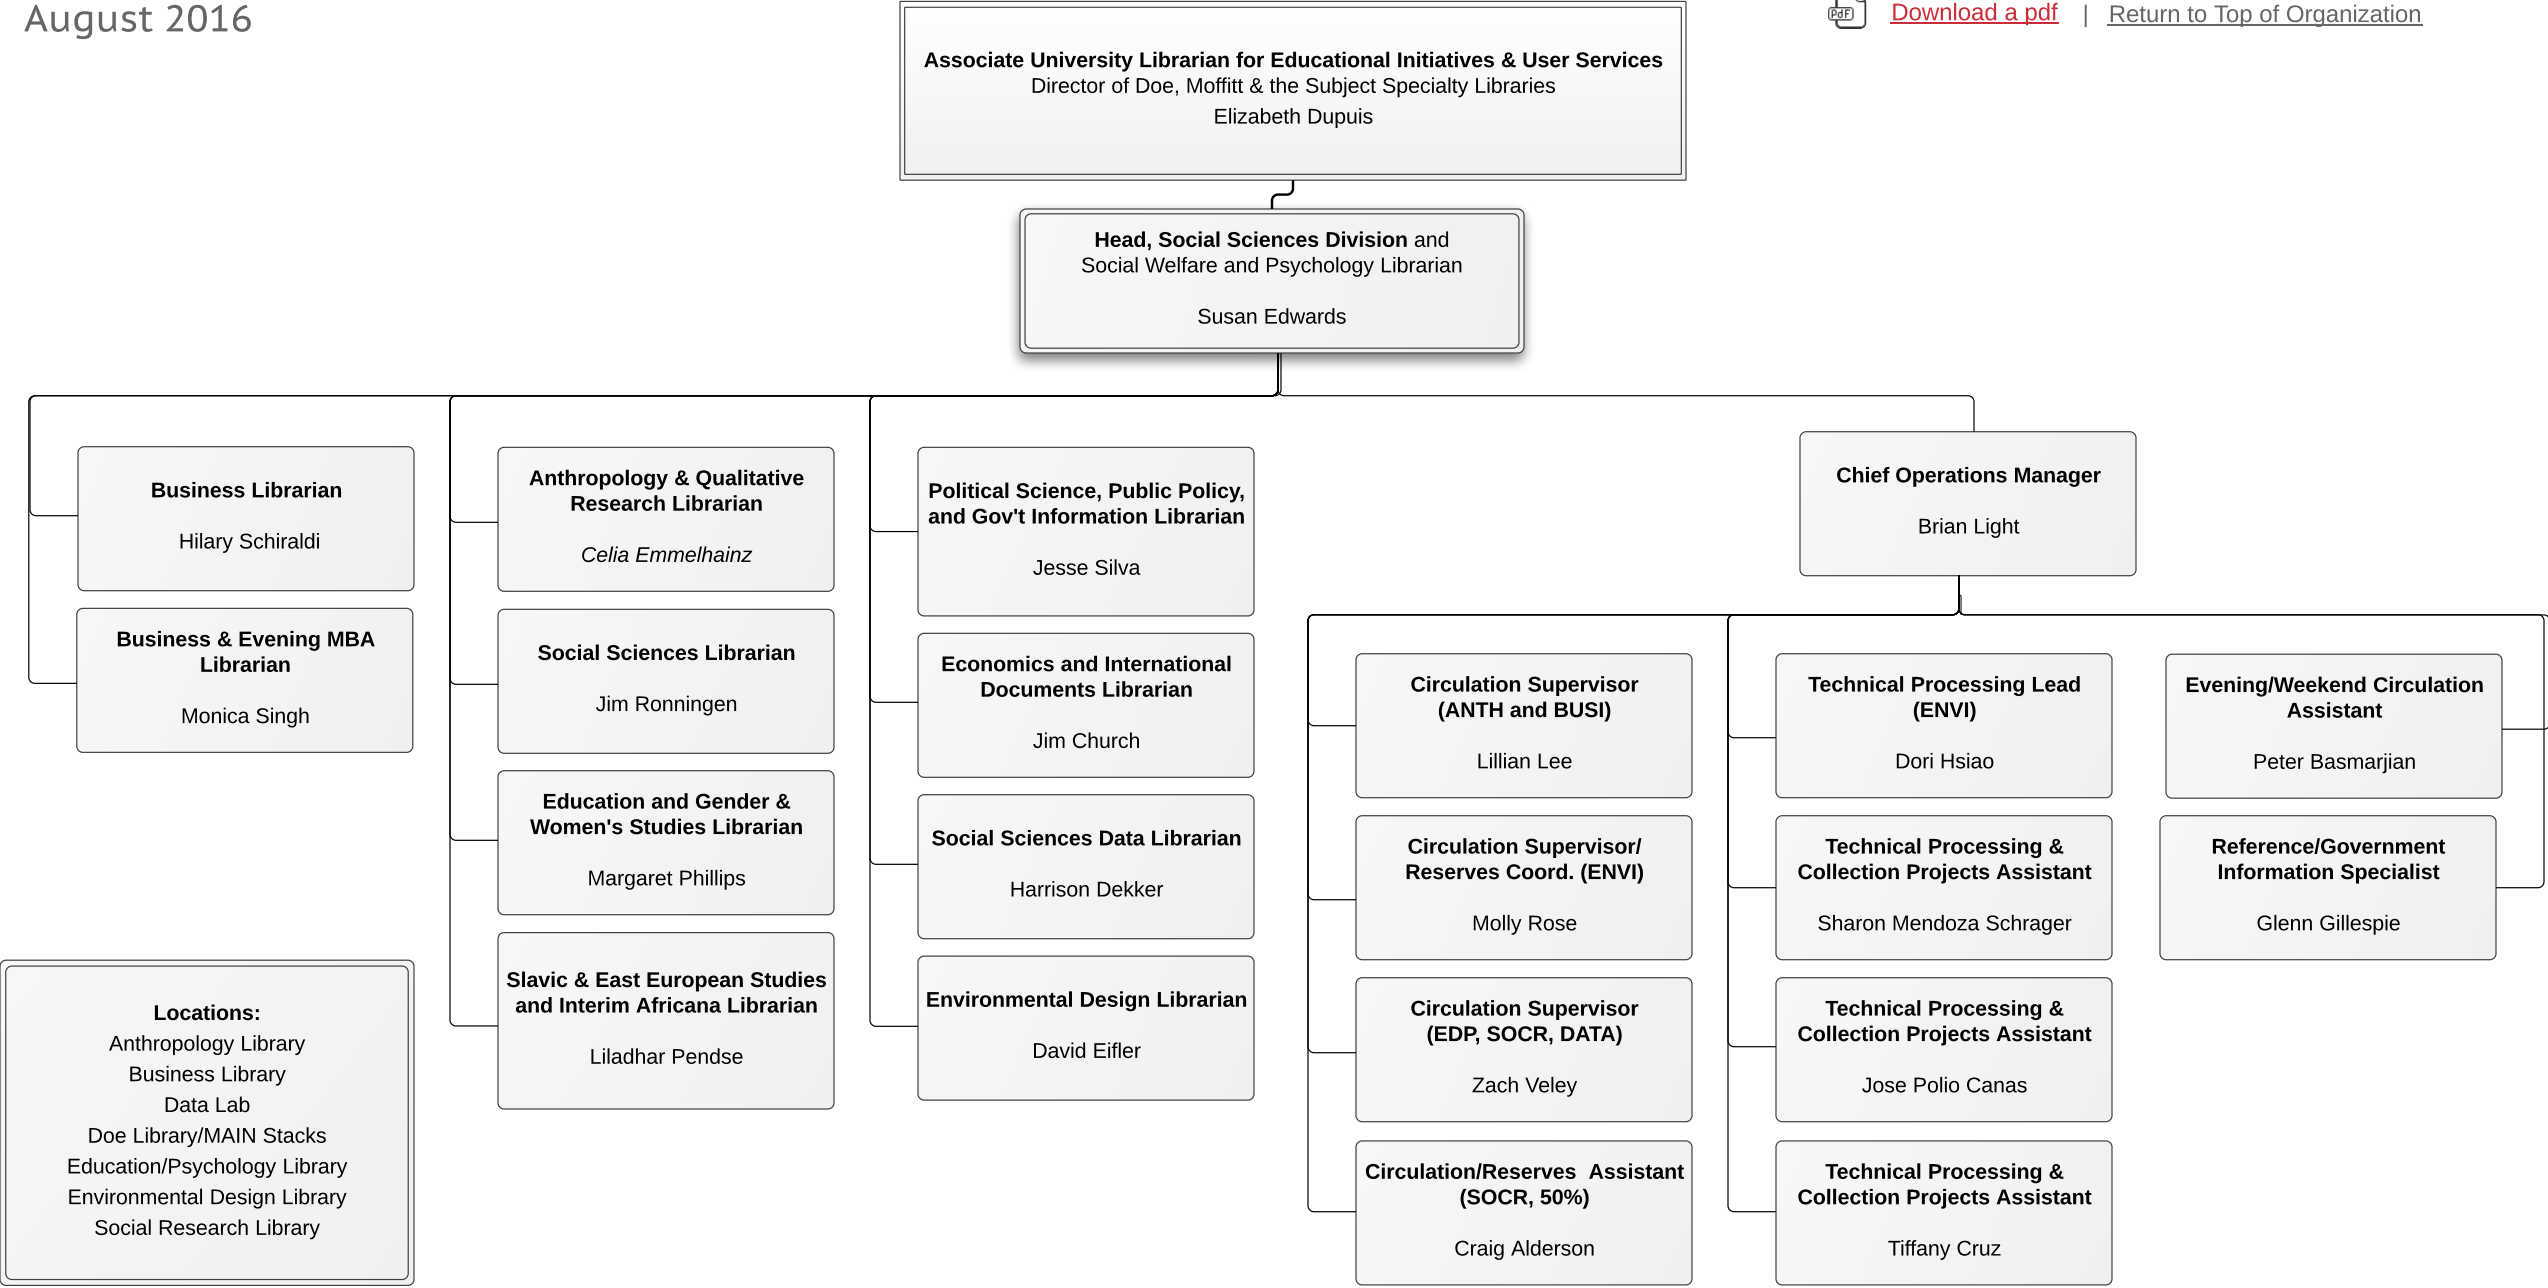 August 2016
PdF
Download a pdf | Return to Top of Organization
Associate University Librarian for Educational Initiatives & User Services
Director of Doe, Moffitt & the Subject Specialty Libraries
Elizabeth Dupuis
Head, Social Sciences Division and
Social Welfare and Psychology Librarian
Susan Edwards
Business Librarian
Hilary Schiraldi
Business & Evening MBA
Librarian
Monica Singh
Anthropology & Qualitative
Research Librarian
Celia Emmelhainz
Social Sciences Librarian
Jim Ronningen
Education and Gender &
Women's Studies Librarian
Margaret Phillips
Slavic & East European Studies
and Interim Africana Librarian
Liladhar Pendse
Political Science, Public Policy,
and Gov't Information Librarian
Jesse Silva
Economics and International
Documents Librarian
Jim Church
Social Sciences Data Librarian
Harrison Dekker
Environmental Design Librarian
David Eifler
Chief Operations Manager
Brian Light
Circulation Supervisor
(ANTH and BUSI)
Lillian Lee
Circulation Supervisor/
Reserves Coord. (ENVI)
Molly Rose
Circulation Supervisor
(EDP, SOCR, DATA)
Zach Veley
Circulation/Reserves  Assistant
(SOCR, 50%)
Craig Alderson
Technical Processing Lead
(ENVI)
Dori Hsiao
Technical Processing &
Collection Projects Assistant
Sharon Mendoza Schrager
Technical Processing &
Collection Projects Assistant
Jose Polio Canas
Technical Processing &
Collection Projects Assistant
Tiffany Cruz
Evening/Weekend Circulation
Assistant
Peter Basmarjian
Reference/Government
Information Specialist
Glenn Gillespie
Locations:
Anthropology Library
Business Library
Data Lab
Doe Library/MAIN Stacks
Education/Psychology Library
Environmental Design Library
Social Research Library